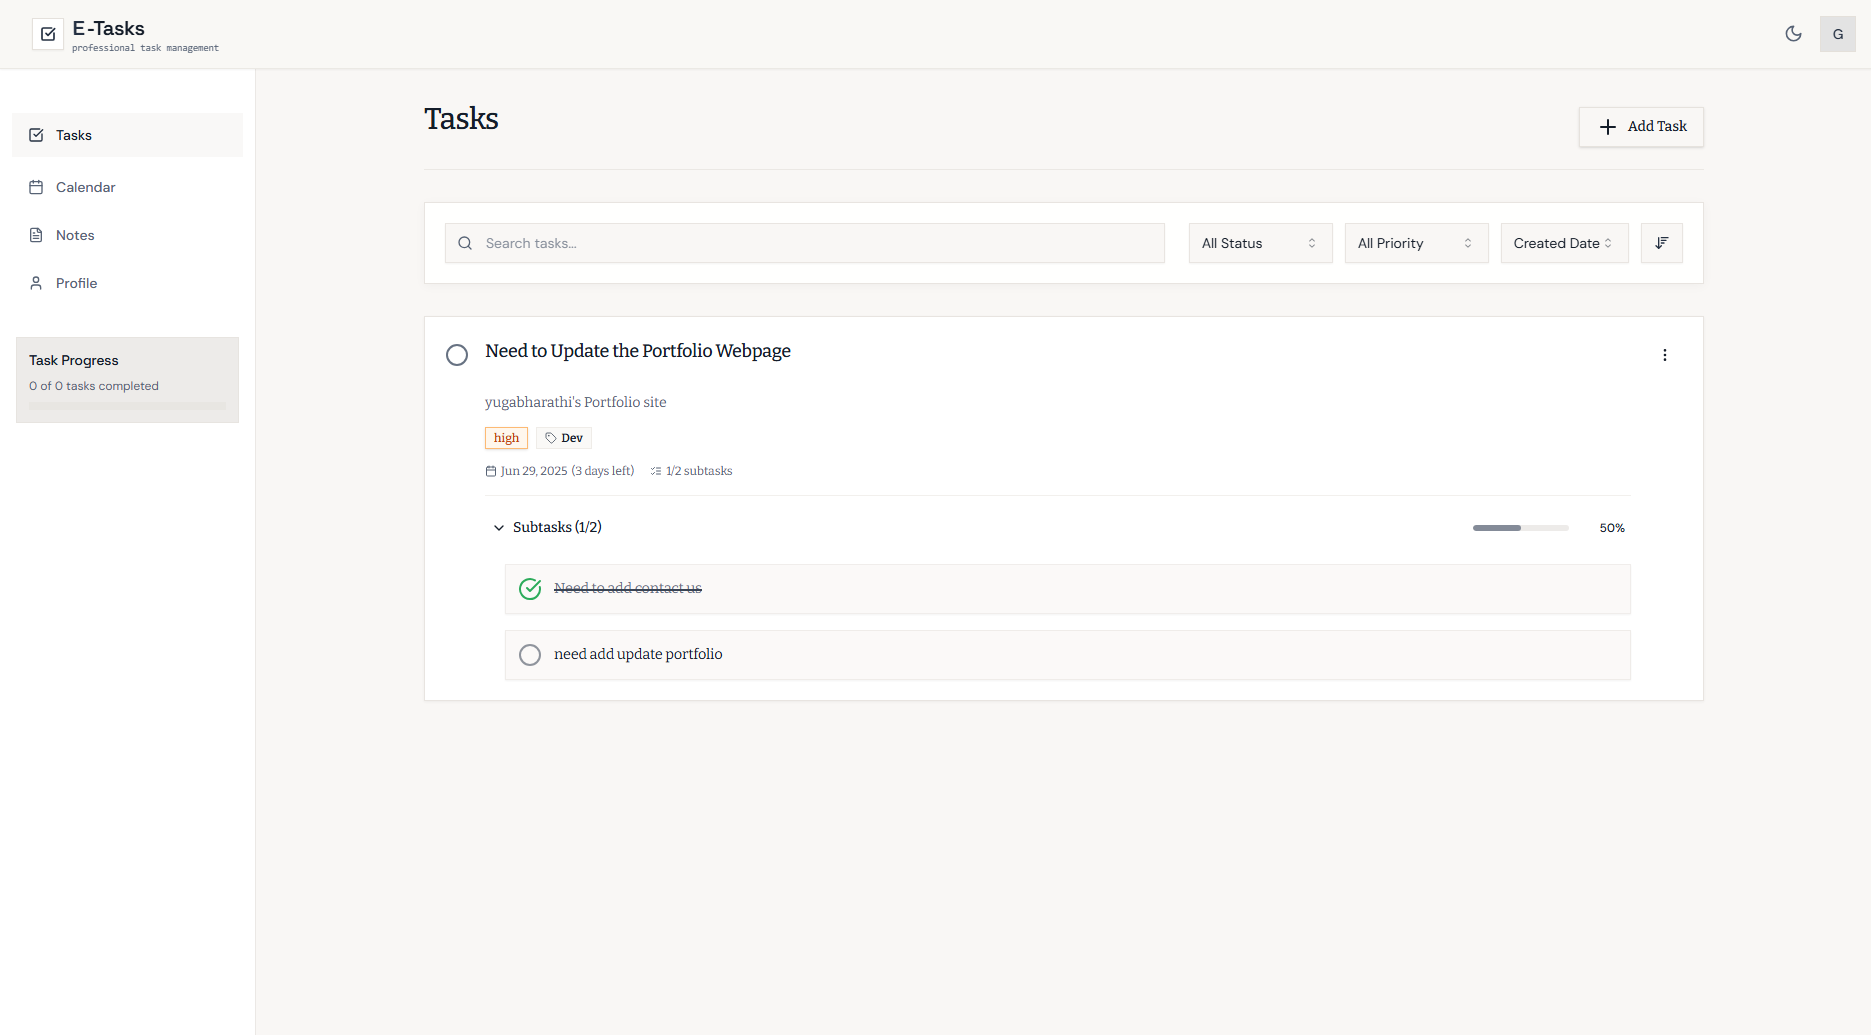 E-Tasks
professional task management
G
Tasks
Calendar
Notes
Profile
Task Progress
0 of 0 tasks completed
Tasks
Add Task
Search tasks...
All Status
All Priority
Created Date
Need to Update the Portfolio Webpage
yugabharathi's Portfolio site
high
Dev
Jun 29, 2025 (3 days left)
1/2 subtasks
Subtasks (1/2)
50%
Need to add contact us
need add update portfolio